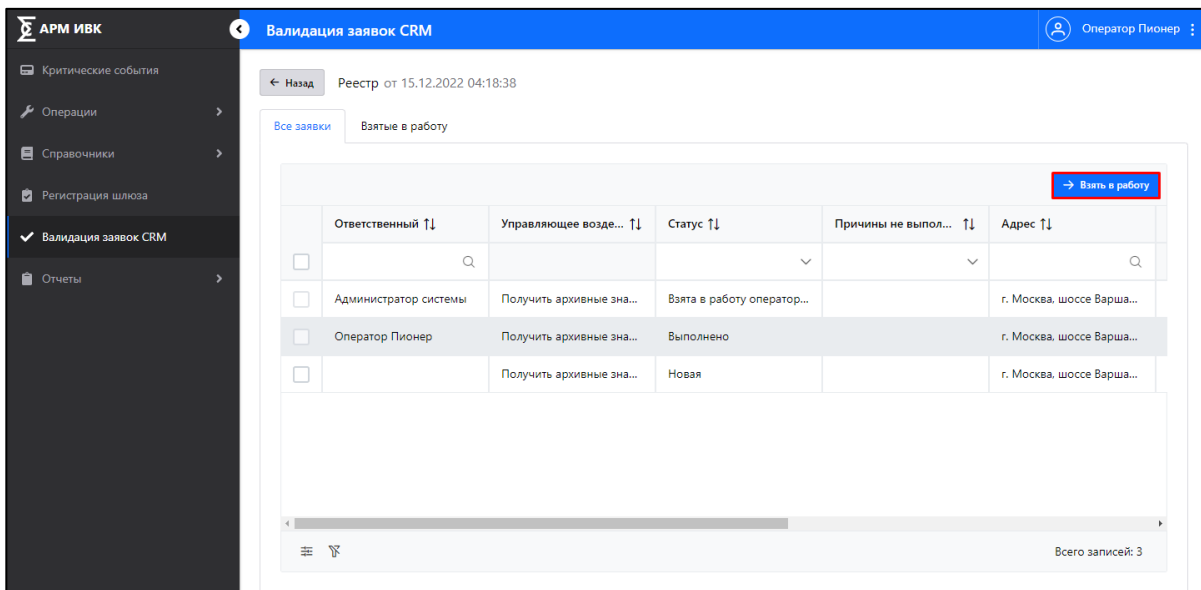 АРМ ИВК
Валидация заявок CRM
Оператор Пионер
Критические события
Операции
Справочники
Регистрация шлюза
Валидация заявок CRM
Отчеты
← Назад Реестр от 15.12.2022 04:18:38
Все заявки Взятые в работу
→ Взять в работу
Ответственный ↑↓ Управляющее возде... ↑↓ Статус ↑↓ Причины не выпол... ↑↓ Адрес ↑↓
Администратор системы Получить архивные зна... Взята в работу оператор... г. Москва, шоссе Варша...
Оператор Пионер Получить архивные зна... Выполнено г. Москва, шоссе Варша...
Получить архивные зна... Новая г. Москва, шоссе Варша...
Всего записей: 3